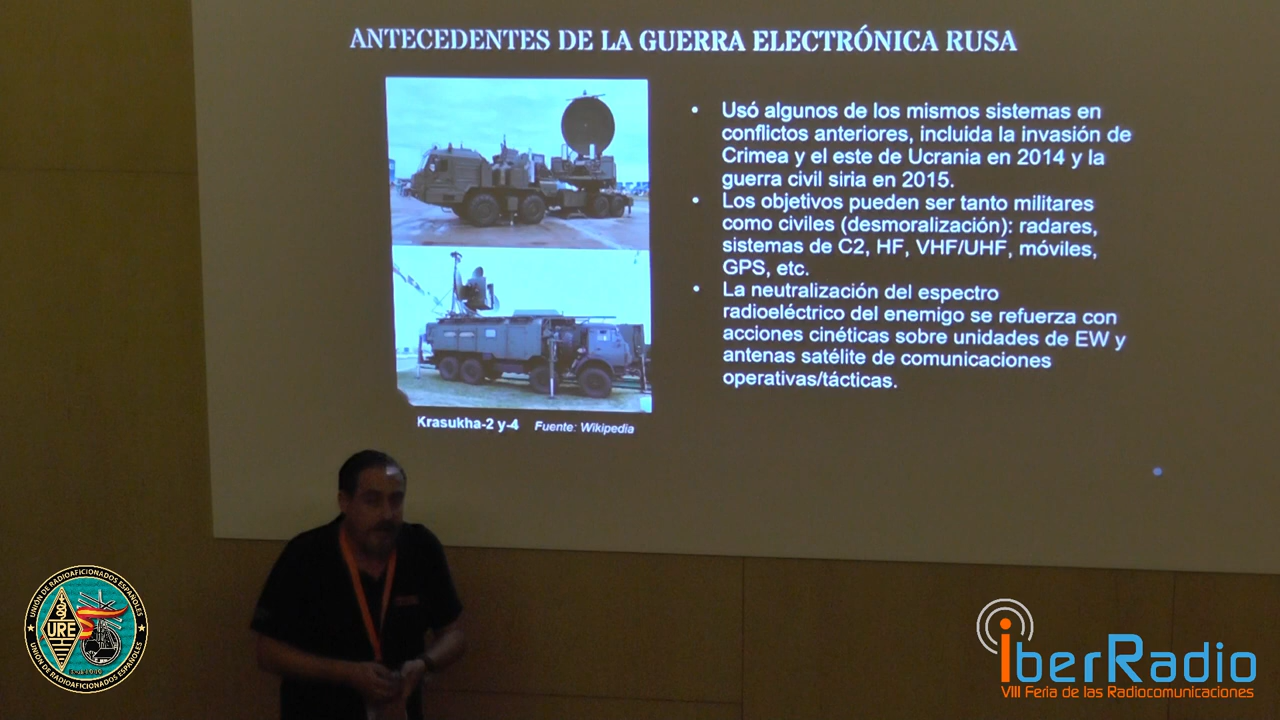 ANTECEDENTES DE LA GUERRA ELECTRÓNICA RUSA
• Usó algunos de los mismos sistemas en
conflictos anteriores, incluida la invasión de
Crimea y el este de Ucrania en 2014 y la
guerra civil siria en 2015.
• Los objetivos pueden ser tanto militares
como civiles (desmoralización): radares,
sistemas de C2, HF, VHF/UHF, móviles,
GPS, etc.
• La neutralización del espectro
radioeléctrico del enemigo se refuerza con
acciones cinéticas sobre unidades de EW y
antenas satélite de comunicaciones
operativas/tácticas.
Krasukha-2 y-4 Fuente: Wikipedia
UNIÓN DE RADIOAFICIONADOS ESPAÑOLES
URE
UNIÓN DE RADIOAFICIONADOS ESPAÑOLES
iberRadio
VIII Feria de las Radiocomunicaciones